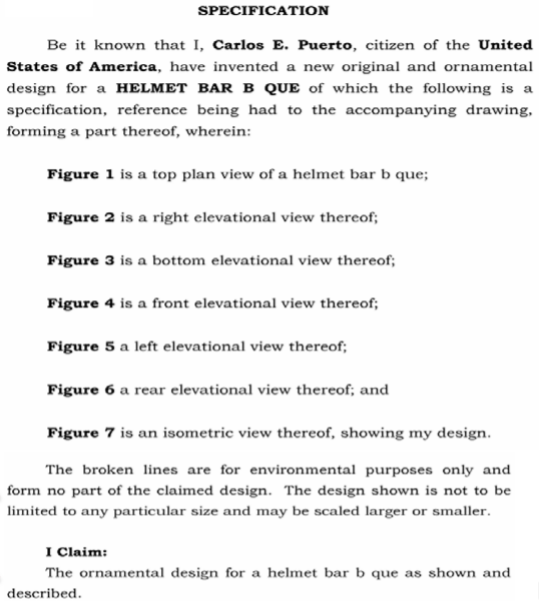 SPECIFICATION
Be it known that I, Carlos E. Puerto, citizen of the United
States of America, have invented a new original and ornamental
design for a HELMET BAR B QUE of which the following is a
specification, reference being had to the accompanying drawing,
forming a part thereof, wherein:
Figure 1 is a top plan view of a helmet bar b que;
Figure 2 is a right elevational view thereof;
Figure 3 is a bottom elevational view thereof;
Figure 4 is a front elevational view thereof;
Figure 5 a left elevational view thereof;
Figure 6 a rear elevational view thereof; and
Figure 7 is an isometric view thereof, showing my design.
The broken lines are for environmental purposes only and
form no part of the claimed design. The design shown is not to be
limited to any particular size and may be scaled larger or smaller.
I Claim:
The ornamental design for a helmet bar b que as shown and
described.